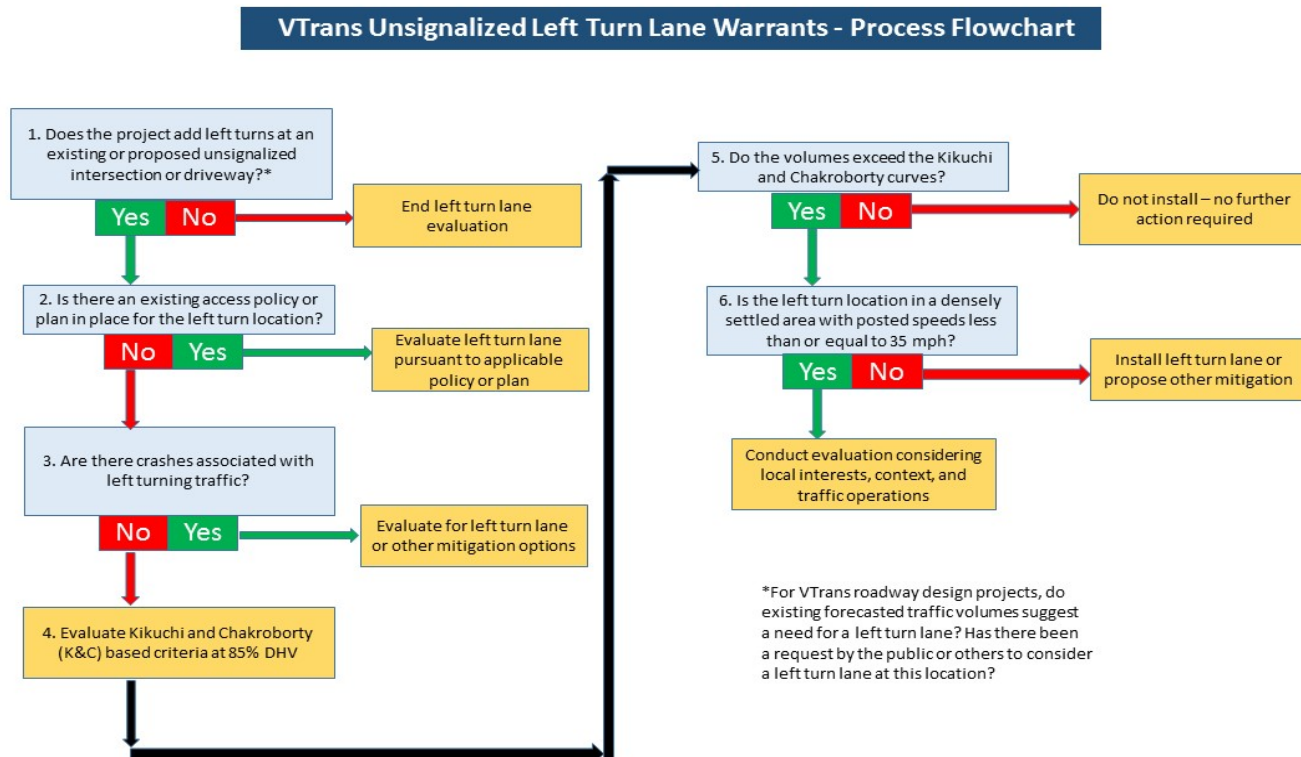 VTrans Unsignalized Left Turn Lane Warrants - Process Flowchart
1. Does the project add left turns at an
existing or proposed unsignalized
intersection or driveway?*
Yes No
End left turn lane
evaluation
2. Is there an existing access policy or
plan in place for the left turn location?
No Yes
Evaluate left turn lane
pursuant to applicable
policy or plan
3. Are there crashes associated with
left turning traffic?
No Yes
Evaluate for left turn lane
or other mitigation options
4. Evaluate Kikuchi and Chakroborty
(K&C) based criteria at 85% DHV
5. Do the volumes exceed the Kikuchi
and Chakroborty curves?
Yes No
Do not install – no further
action required
6. Is the left turn location in a densely
settled area with posted speeds less
than or equal to 35 mph?
Yes No
Install left turn lane or
propose other mitigation
Conduct evaluation considering
local interests, context, and
traffic operations
*For VTrans roadway design projects, do
existing forecasted traffic volumes suggest
a need for a left turn lane? Has there been
a request by the public or others to consider
a left turn lane at this location?